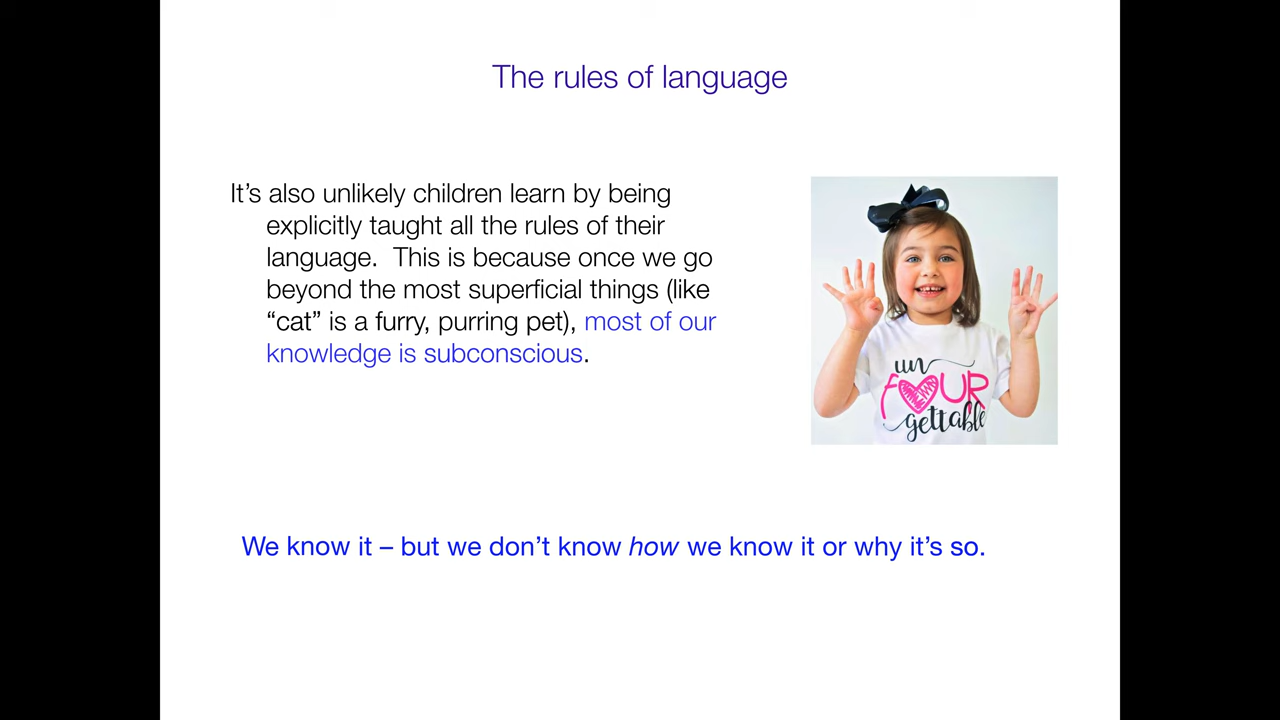 The rules of language
It’s also unlikely children learn by being
explicitly taught all the rules of their
language.  This is because once we go
beyond the most superficial things (like
“cat” is a furry, purring pet), most of our
knowledge is subconscious.
un
FOUR
gettable
We know it – but we don’t know how we know it or why it’s so.